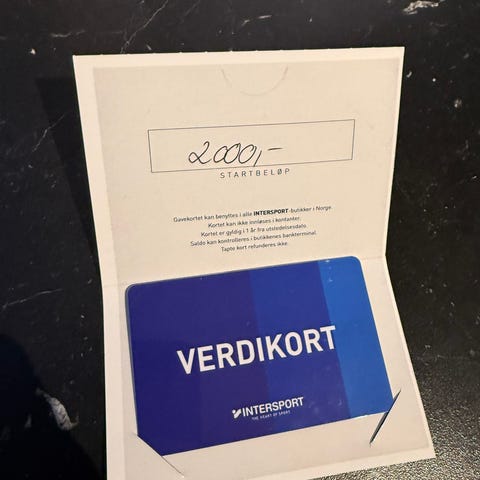 2000,-
STARTBELØP
Gavekortet kan benyttes i alle INTERSPORT-butikker i Norge.
Kortet kan ikke innløses i kontanter.
Kortet er gyldig i 1 år fra utstedelsesdato.
Saldo kan kontrolleres i butikkenes bankterminal.
Tapte kort refunderes ikke.
VERDIKORT
INTERSPORT
THE HEART OF SPORT